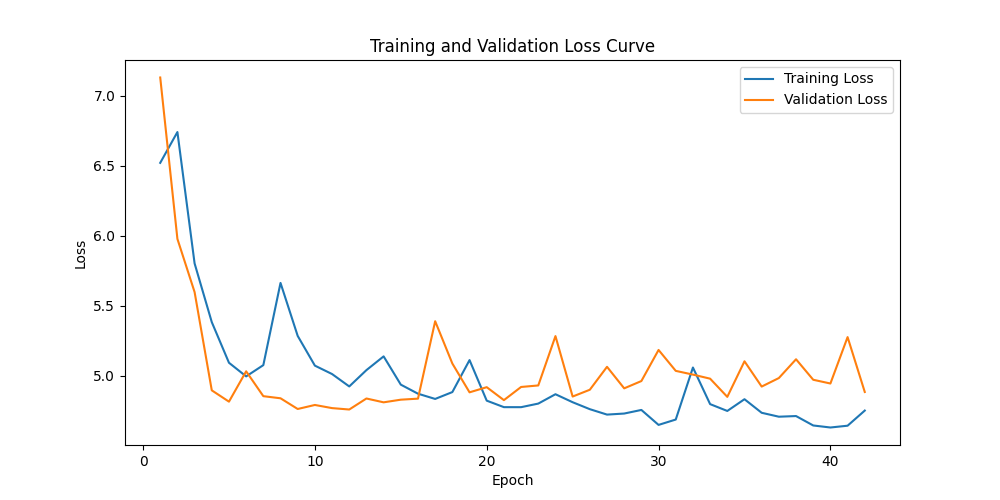 Training and Validation Loss Curve
Training Loss
Validation Loss
7.0
6.5
6.0
5.5
5.0
Loss
0 10 20 30 40
Epoch